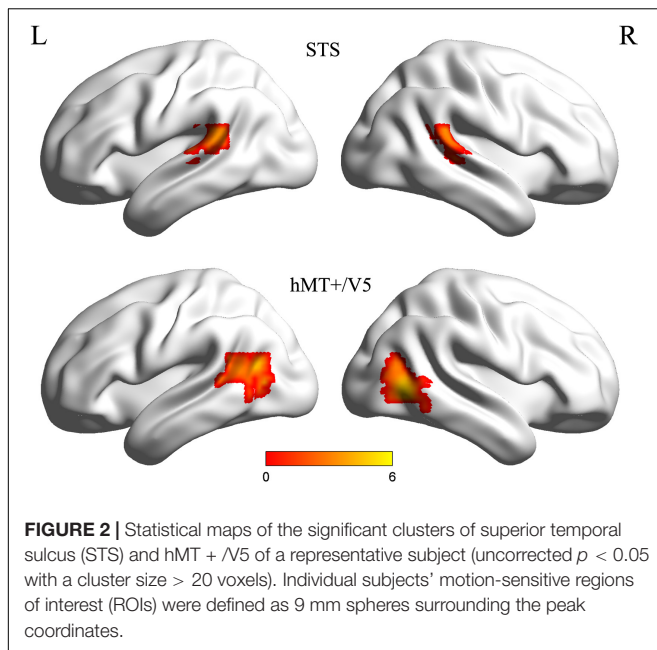 L
STS
R
hMT+/V5
0
6
FIGURE 2 | Statistical maps of the significant clusters of superior temporal
sulcus (STS) and hMT + /V5 of a representative subject (uncorrected p < 0.05
with a cluster size > 20 voxels). Individual subjects’ motion-sensitive regions
of interest (ROIs) were defined as 9 mm spheres surrounding the peak
coordinates.